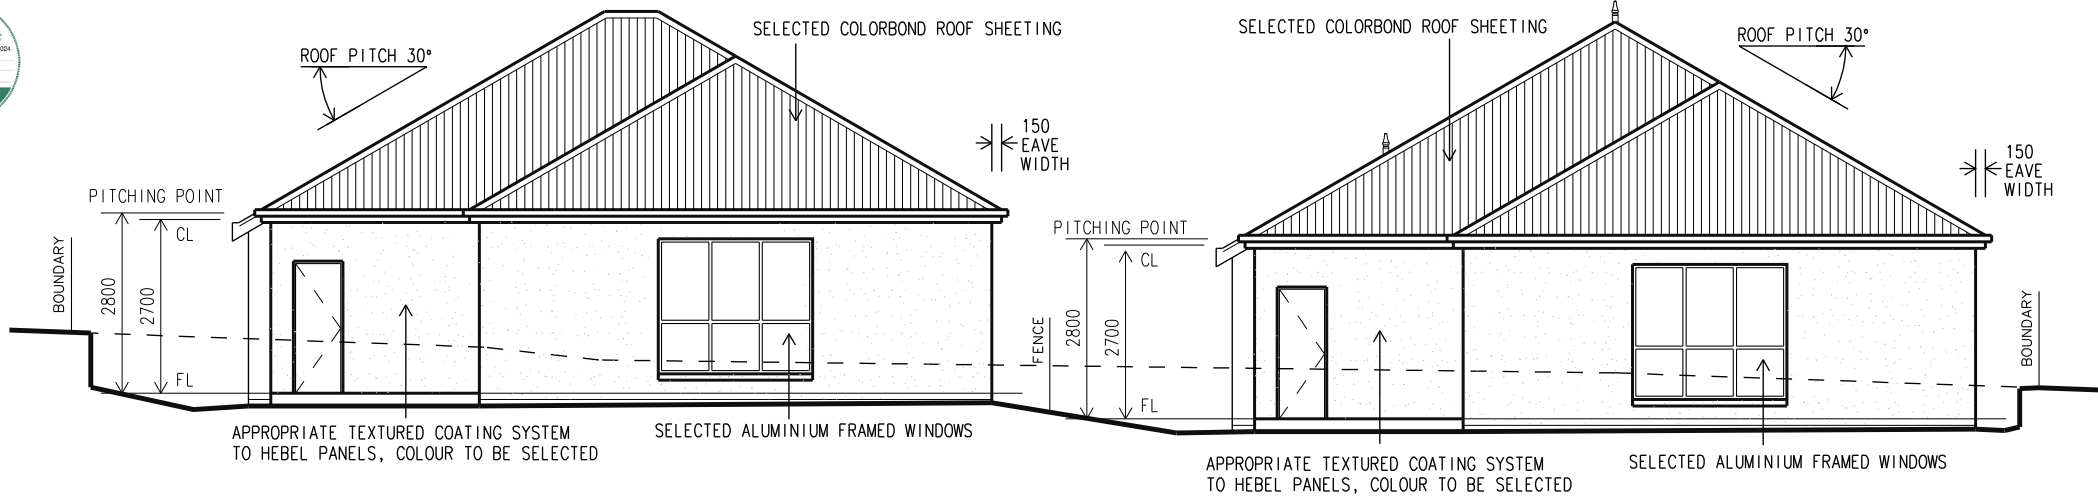 024
ROOF PITCH 30°
SELECTED COLORBOND ROOF SHEETING
150
EAVE
WIDTH
PITCHING POINT
CL
BOUNDARY
2800
2700
FL
APPROPRIATE TEXTURED COATING SYSTEM
TO HEBEL PANELS, COLOUR TO BE SELECTED
SELECTED ALUMINIUM FRAMED WINDOWS
SELECTED COLORBOND ROOF SHEETING
ROOF PITCH 30°
150
EAVE
WIDTH
PITCHING POINT
CL
FENCE
2800
2700
FL
BOUNDARY
APPROPRIATE TEXTURED COATING SYSTEM
TO HEBEL PANELS, COLOUR TO BE SELECTED
SELECTED ALUMINIUM FRAMED WINDOWS